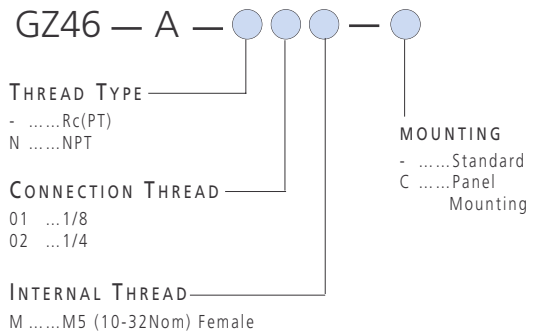 GZ46 — A — —
THREAD TYPE
- ......Rc(PT)
N ......NPT
CONNECTION THREAD
01 ...1/8
02 ...1/4
INTERNAL THREAD
M ......M5 (10-32Nom) Female
MOUNTING
- ......Standard
C ......Panel
Mounting